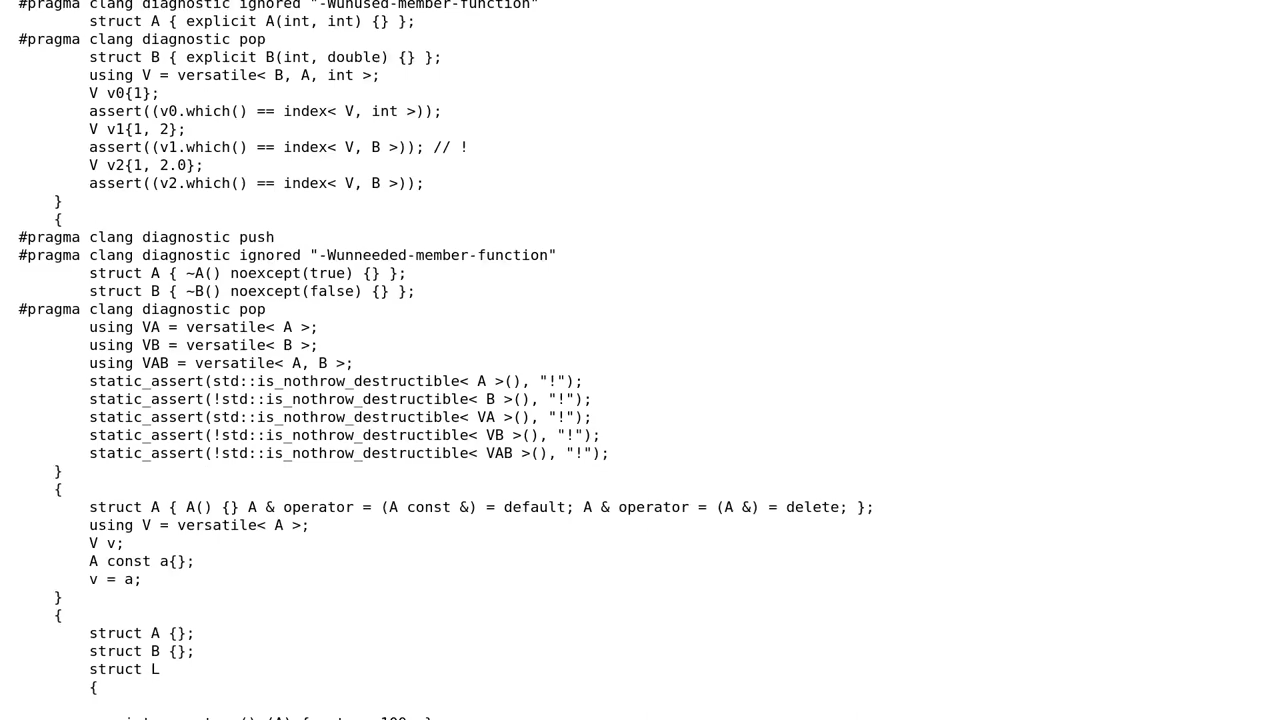 #pragma clang diagnostic ignored "-Wunused-member-function"
        struct A { explicit A(int, int) {} };
#pragma clang diagnostic pop
        struct B { explicit B(int, double) {} };
        using V = versatile< B, A, int >;
        V v0{1};
        assert((v0.which() == index< V, int >));
        V v1{1, 2};
        assert((v1.which() == index< V, B >)); // !
        V v2{1, 2.0};
        assert((v2.which() == index< V, B >));
    }
    {
#pragma clang diagnostic push
#pragma clang diagnostic ignored "-Wunneeded-member-function"
        struct A { ~A() noexcept(true) {} };
        struct B { ~B() noexcept(false) {} };
#pragma clang diagnostic pop
        using VA = versatile< A >;
        using VB = versatile< B >;
        using VAB = versatile< A, B >;
        static_assert(std::is_nothrow_destructible< A >(), "!");
        static_assert(!std::is_nothrow_destructible< B >(), "!");
        static_assert(std::is_nothrow_destructible< VA >(), "!");
        static_assert(!std::is_nothrow_destructible< VB >(), "!");
        static_assert(!std::is_nothrow_destructible< VAB >(), "!");
    }
    {
        struct A { A() {} A & operator = (A const &) = default; A & operator = (A &) = delete; };
        using V = versatile< A >;
        V v;
        A const a{};
        v = a;
    }
    {
        struct A {};
        struct B {};
        struct L
        {